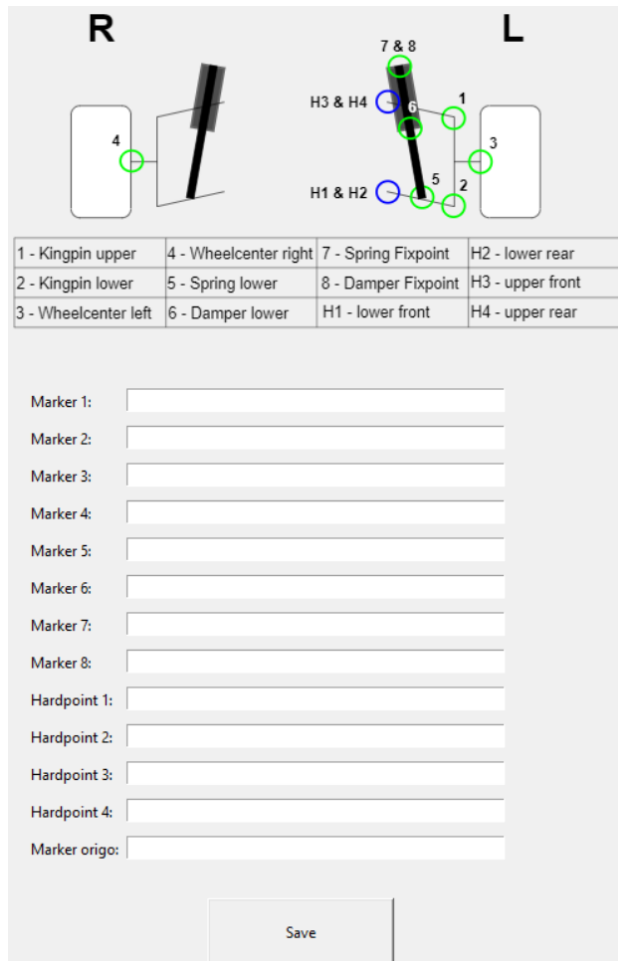 R L
7 & 8
H3 & H4 6 1
4 3
H1 & H2 5 2
1 - Kingpin upper 4 - Wheelcenter right 7 - Spring Fixpoint H2 - lower rear
2 - Kingpin lower 5 - Spring lower 8 - Damper Fixpoint H3 - upper front
3 - Wheelcenter left 6 - Damper lower H1 - lower front H4 - upper rear
Marker 1:
Marker 2:
Marker 3:
Marker 4:
Marker 5:
Marker 6:
Marker 7:
Marker 8:
Hardpoint 1:
Hardpoint 2:
Hardpoint 3:
Hardpoint 4:
Marker origo:
Save